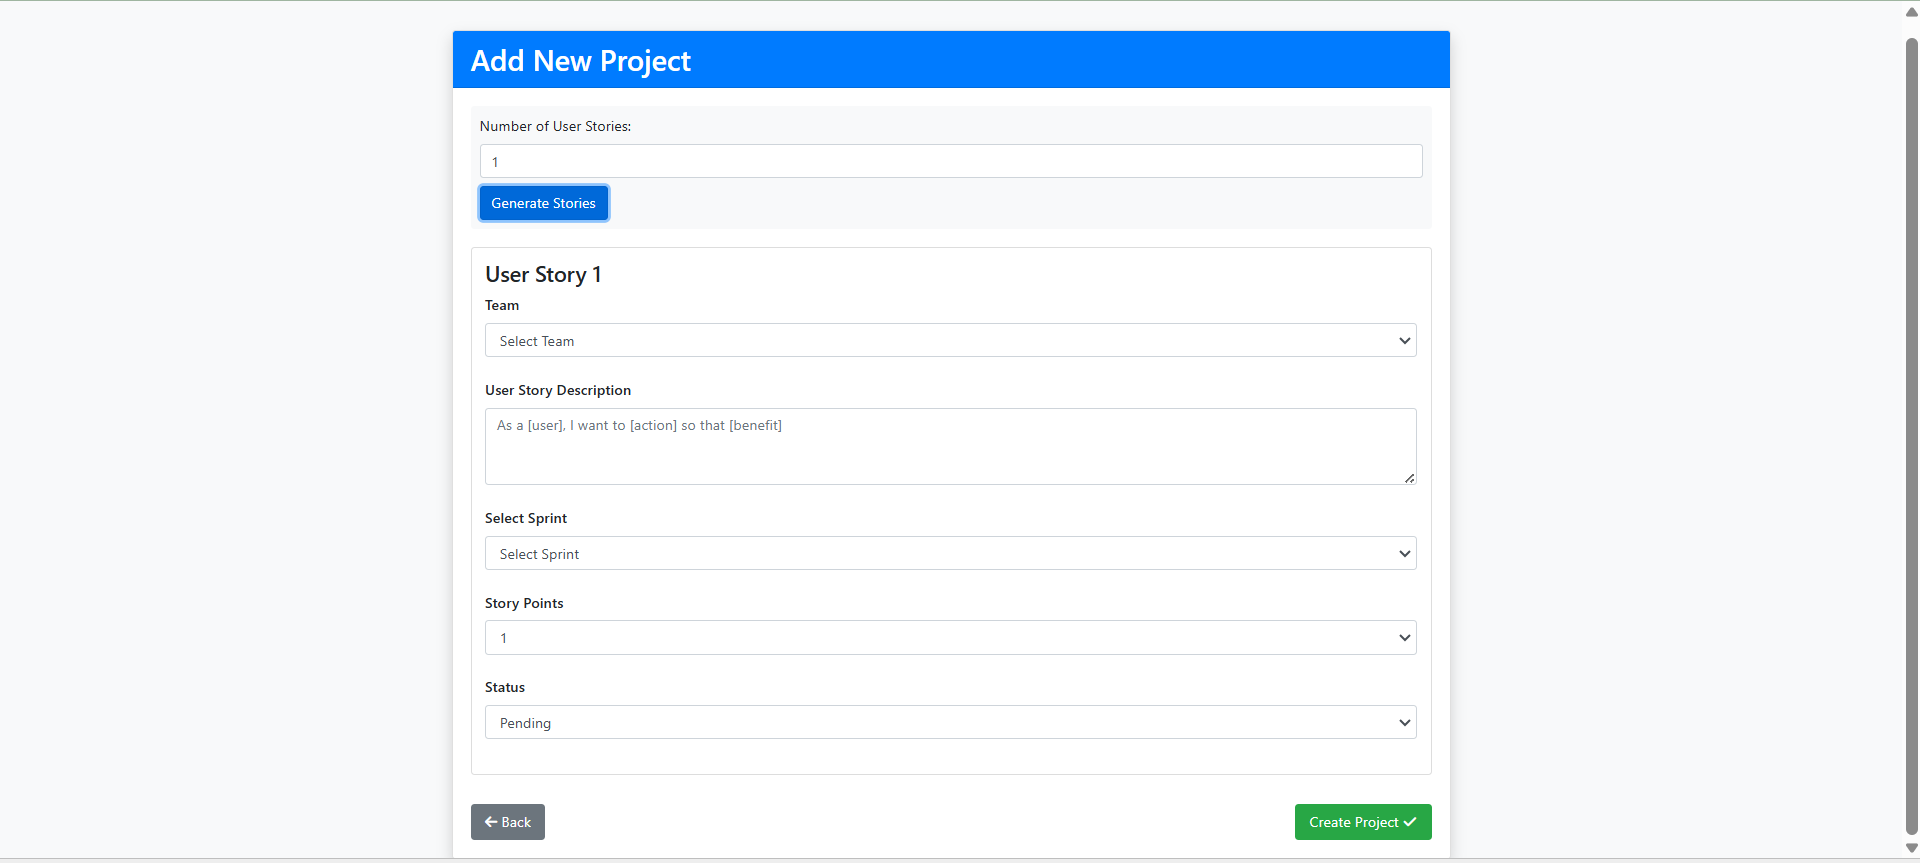 Add New Project
Number of User Stories:
1
Generate Stories
User Story 1
Team
Select Team
User Story Description
As a [user], I want to [action] so that [benefit]
Select Sprint
Select Sprint
Story Points
1
Status
Pending
Back
Create Project